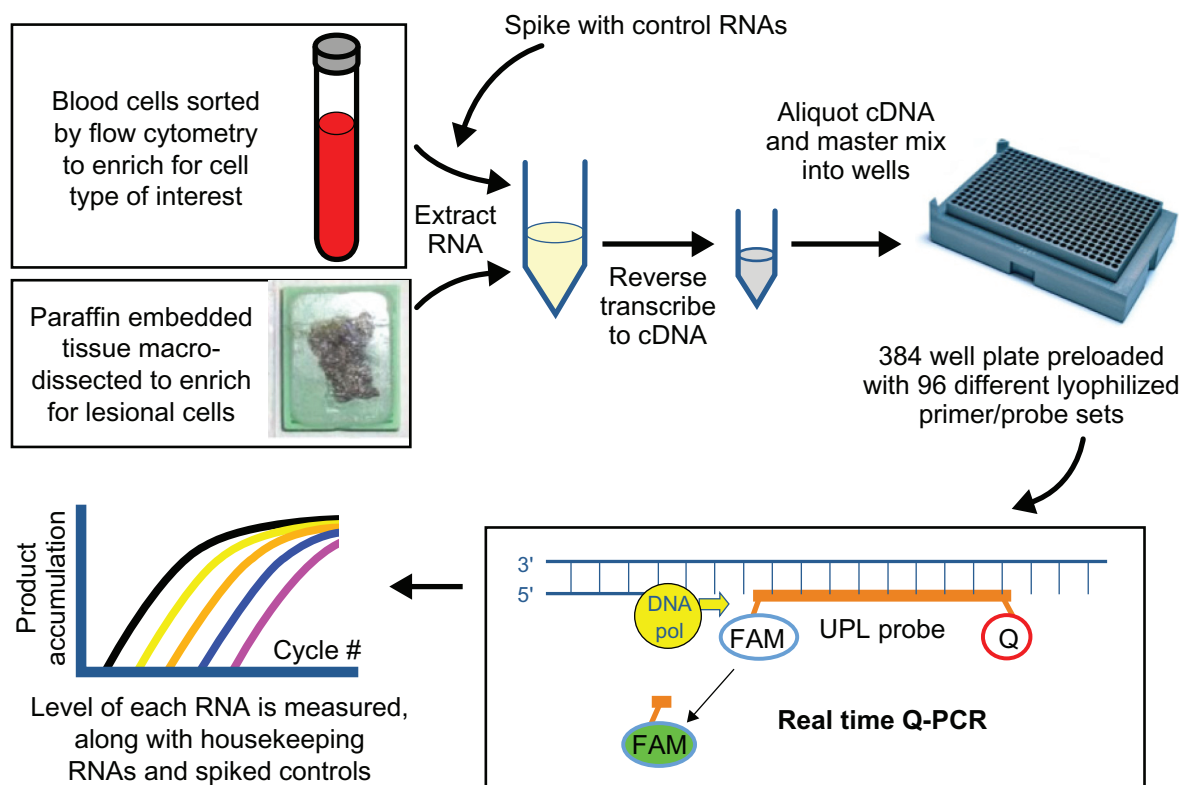 Spike with control RNAs
Blood cells sorted
by flow cytometry
to enrich for cell
type of interest
Paraffin embedded
tissue macro-
dissected to enrich
for lesional cells
Extract
RNA
Reverse
transcribe
to cDNA
Aliquot cDNA
and master mix
into wells
384 well plate preloaded
with 96 different lyophilized
primer/probe sets
3'
5'
DNA
pol
FAM
UPL probe
Q
FAM
Real time Q-PCR
Product
accumulation
Cycle #
Level of each RNA is measured,
along with housekeeping
RNAs and spiked controls